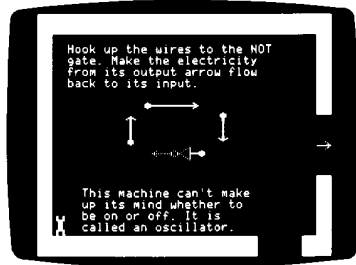 Hook up the wires to the NOT
gate. Make the electricity
from its output arrow flow
back to its input.
This machine can't make
up its mind whether to
be on or off. It is
called an oscillator.